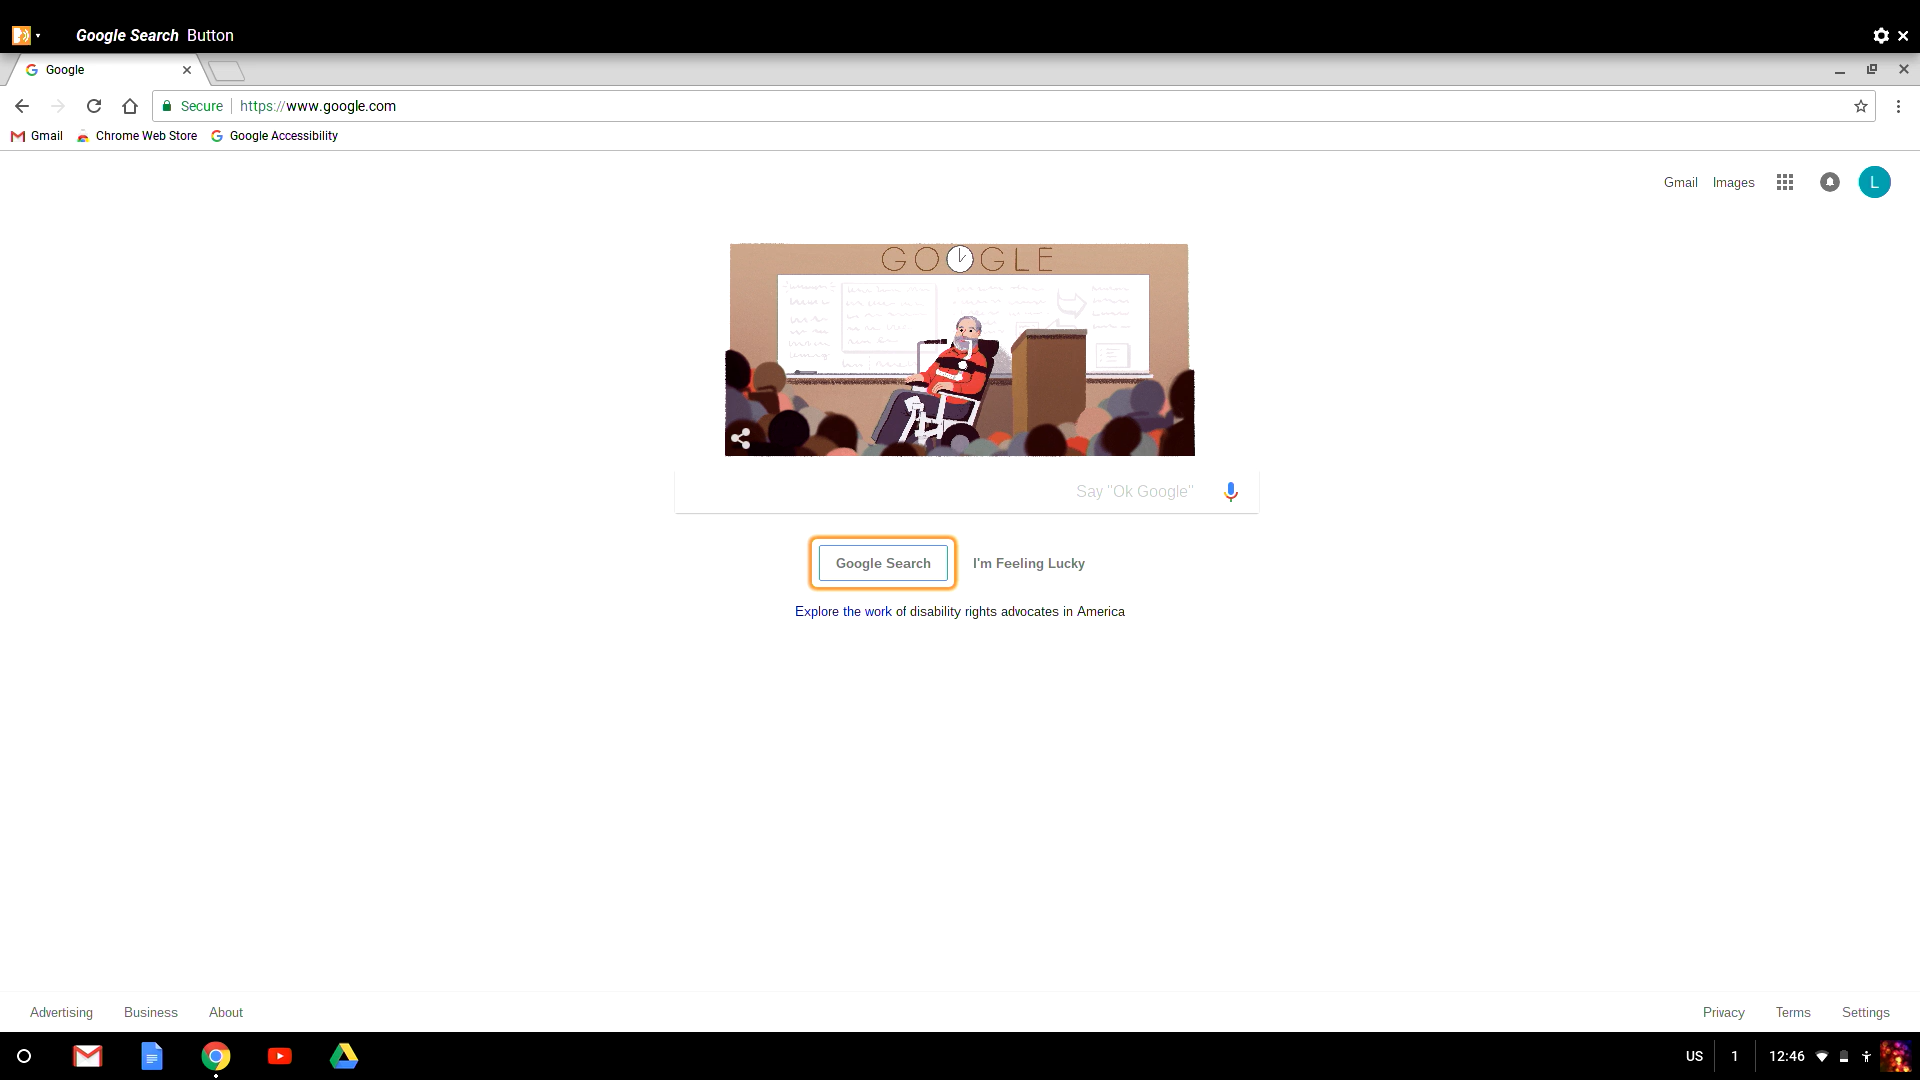 Google Search Button
Google
Secure https://www.google.com
Gmail Chrome Web Store Google Accessibility
Gmail Images L
GOOGLE
Say "Ok Google"
Google Search I'm Feeling Lucky
Explore the work of disability rights advocates in America
Advertising Business About Privacy Terms Settings
US 1 12:46